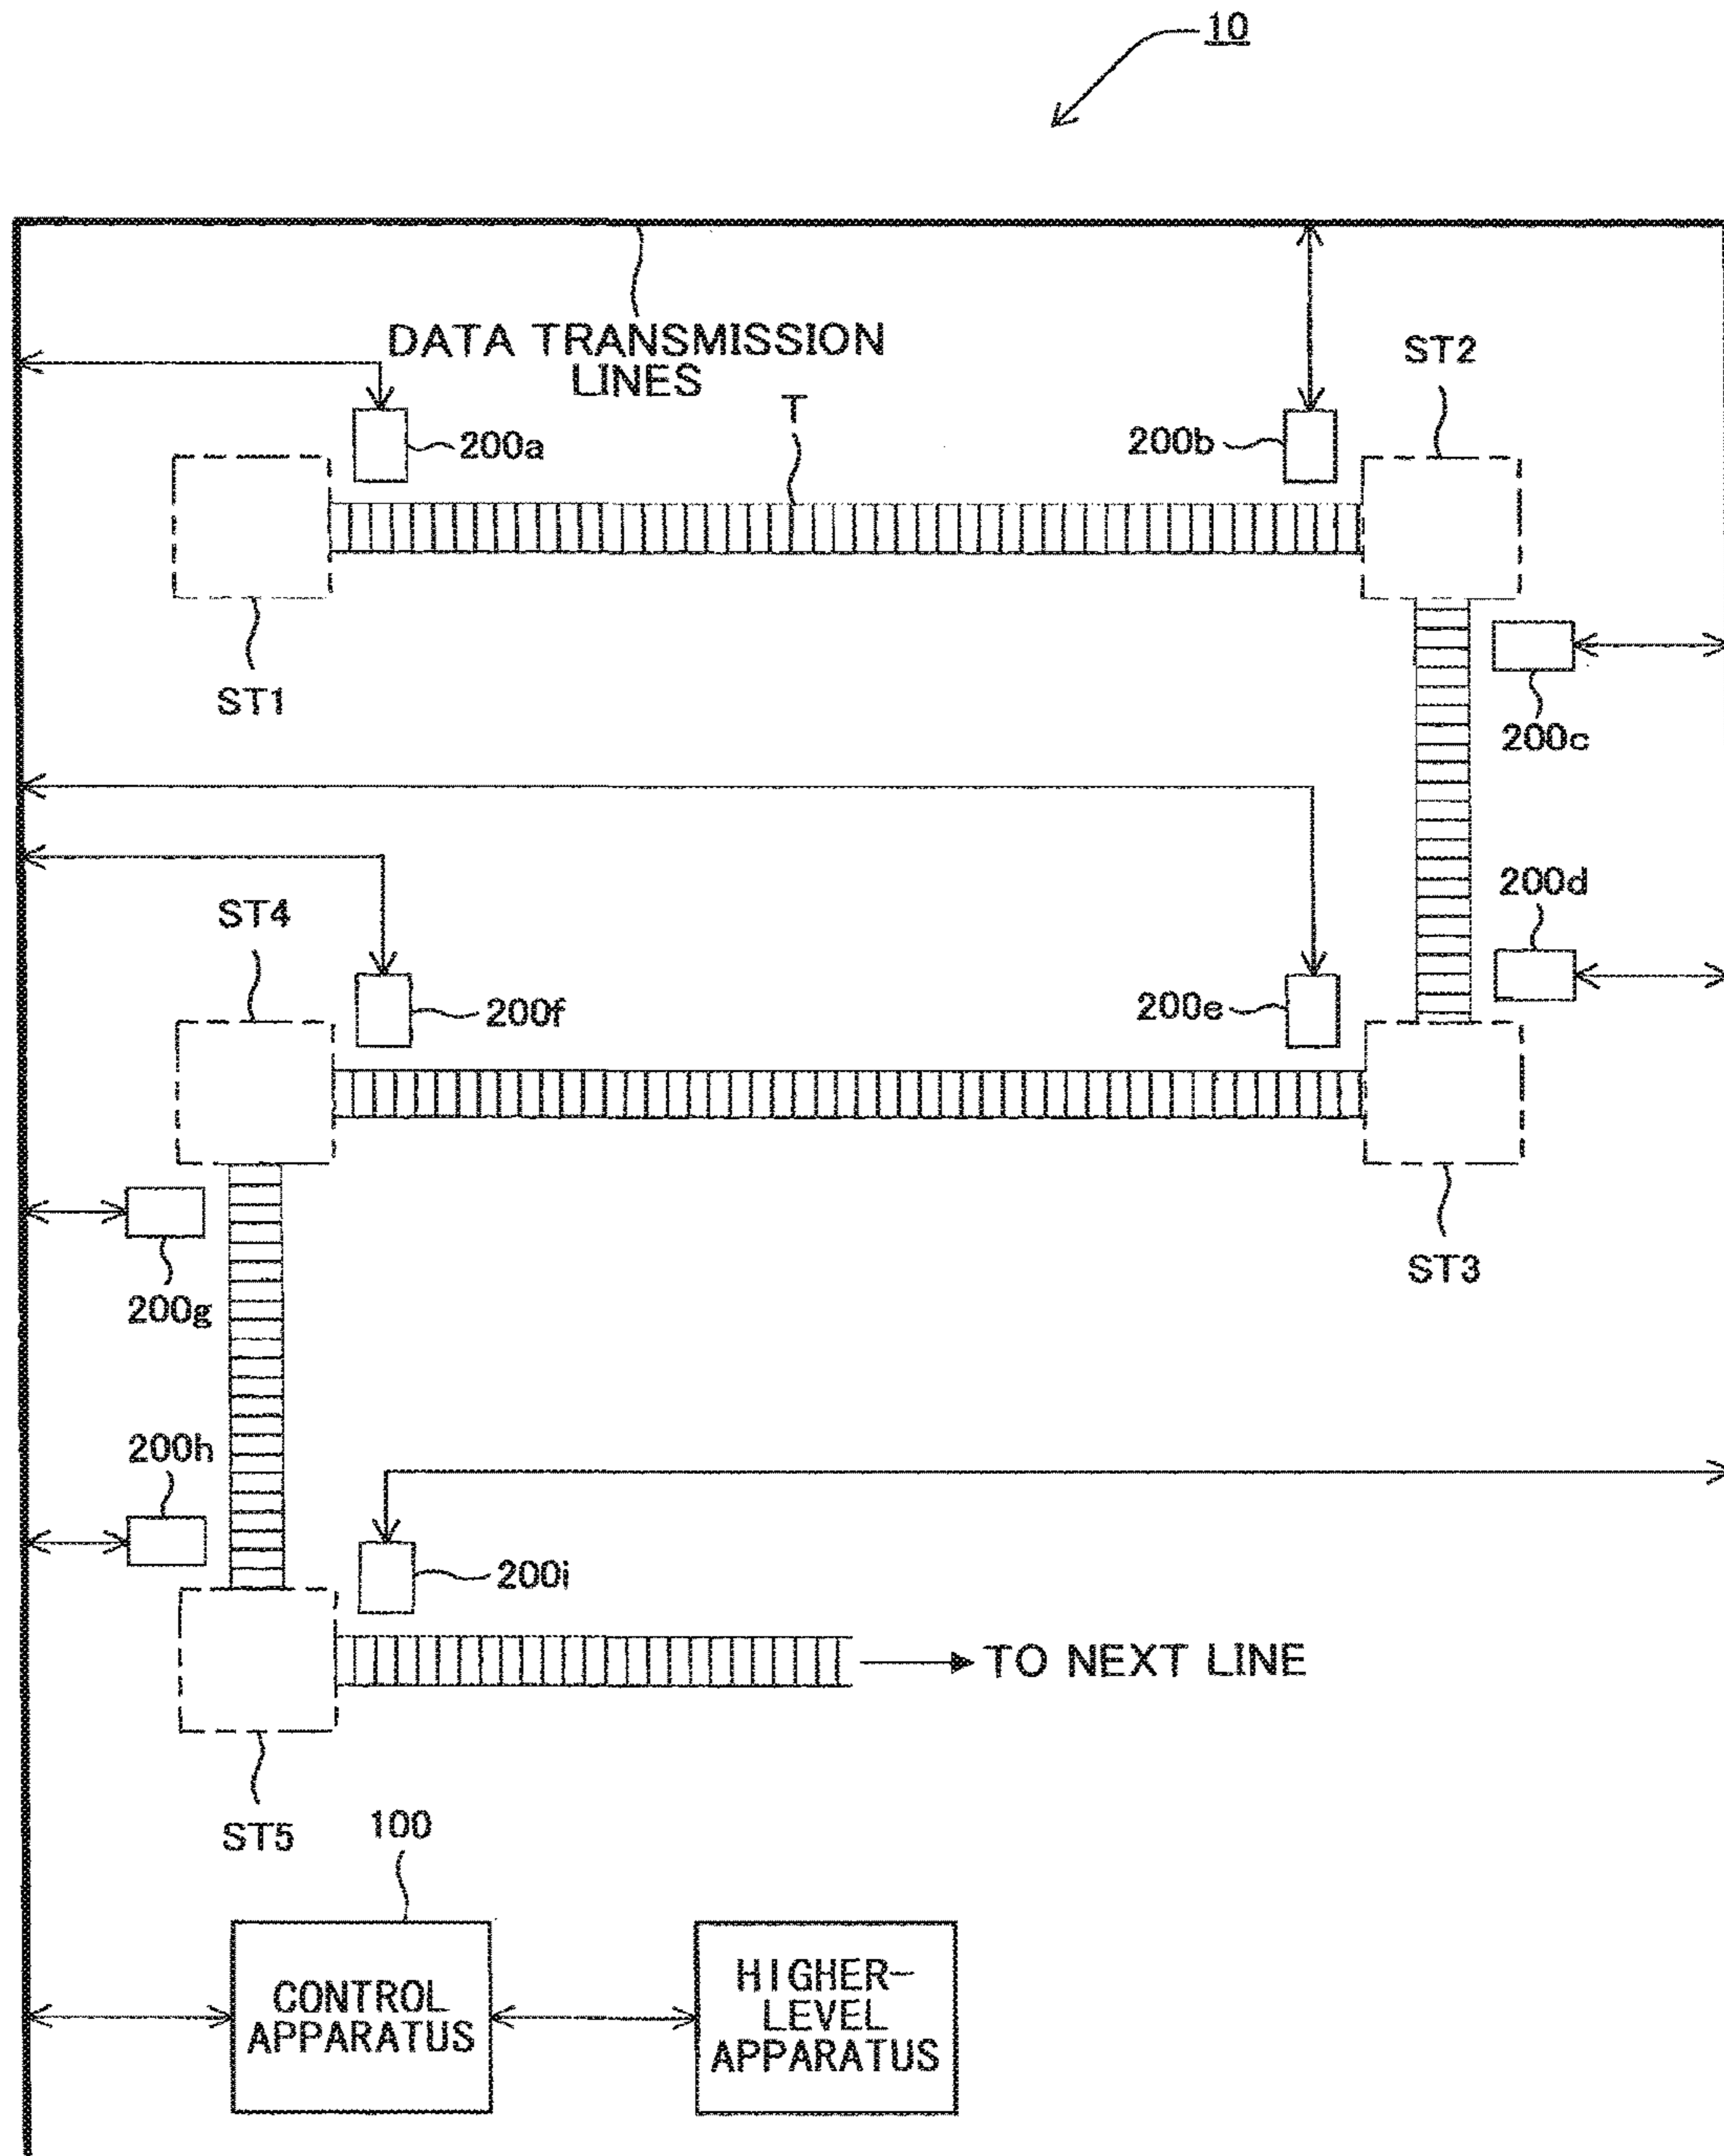 10
DATA TRANSMISSION
LINES
ST2
T
200a
200b
ST1
200c
200d
ST4
200f
200e
200g
ST3
200h
200i
TO NEXT LINE
ST5
100
CONTROL
APPARATUS
HIGHER-
LEVEL
APPARATUS